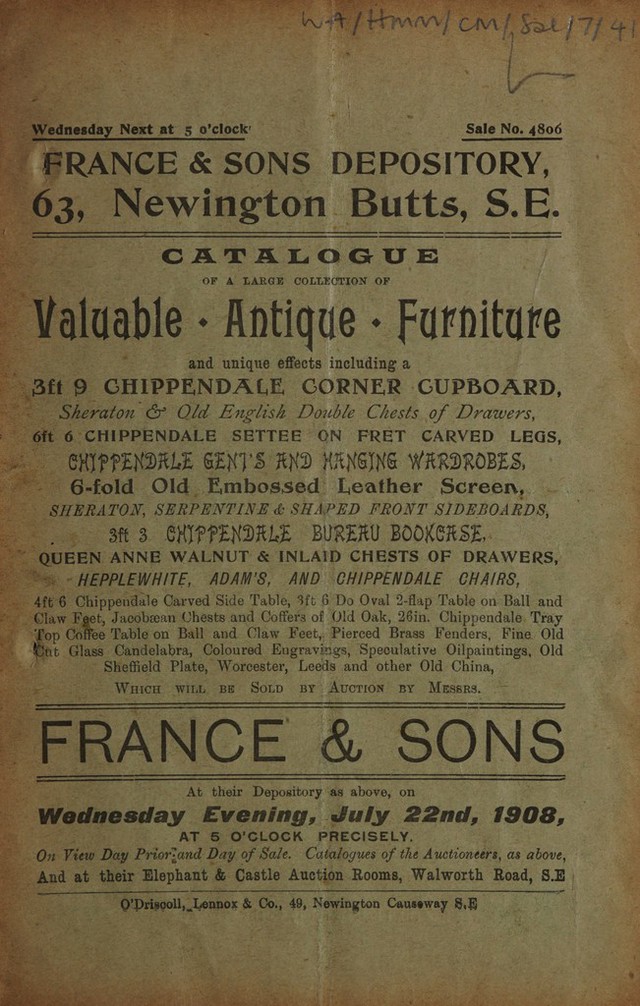 WA/HMM/CM/Sal/7/41
Wednesday Next at 5 o'clock
Sale No. 4806
FRANCE & SONS DEPOSITORY,
63, Newington Butts, S.E.
CATALOGUE
OF A LARGE COLLECTION OF
Valuable · Antique · Furniture
and unique effects including a
3ft 9 CHIPPENDALE CORNER CUPBOARD,
Sheraton & Old English Double Chests of Drawers,
6ft 6 CHIPPENDALE SETTEE ON FRET CARVED LEGS,
CHIPPENDALE GENT'S AND HANGING WARDROBES,
6-fold Old Embossed Leather Screen,
SHERATON, SERPENTINE & SHAPED FRONT SIDEBOARDS,
3ft 3 CHIPPENDALE BUREAU BOOKCASE,
QUEEN ANNE WALNUT & INLAID CHESTS OF DRAWERS,
HEPPLEWHITE, ADAM'S, AND CHIPPENDALE CHAIRS,
4ft 6 Chippendale Carved Side Table, 3ft 6 Do Oval 2-flap Table on Ball and
Claw Feet, Jacobæan Chests and Coffers of Old Oak, 26in. Chippendale Tray
Top Coffee Table on Ball and Claw Feet, Pierced Brass Fenders, Fine Old
Cut Glass Candelabra, Coloured Engravings, Speculative Oilpaintings, Old
Sheffield Plate, Worcester, Leeds and other Old China,
WHICH WILL BE SOLD BY AUCTION BY MESSRS.
FRANCE & SONS
At their Depository as above, on
Wednesday Evening, July 22nd, 1908,
AT 5 O'CLOCK PRECISELY.
On View Day Prior and Day of Sale. Catalogues of the Auctioneers, as above,
And at their Elephant & Castle Auction Rooms, Walworth Road, S.E
O'Driscoll, Lennox & Co., 49, Newington Causeway S.E